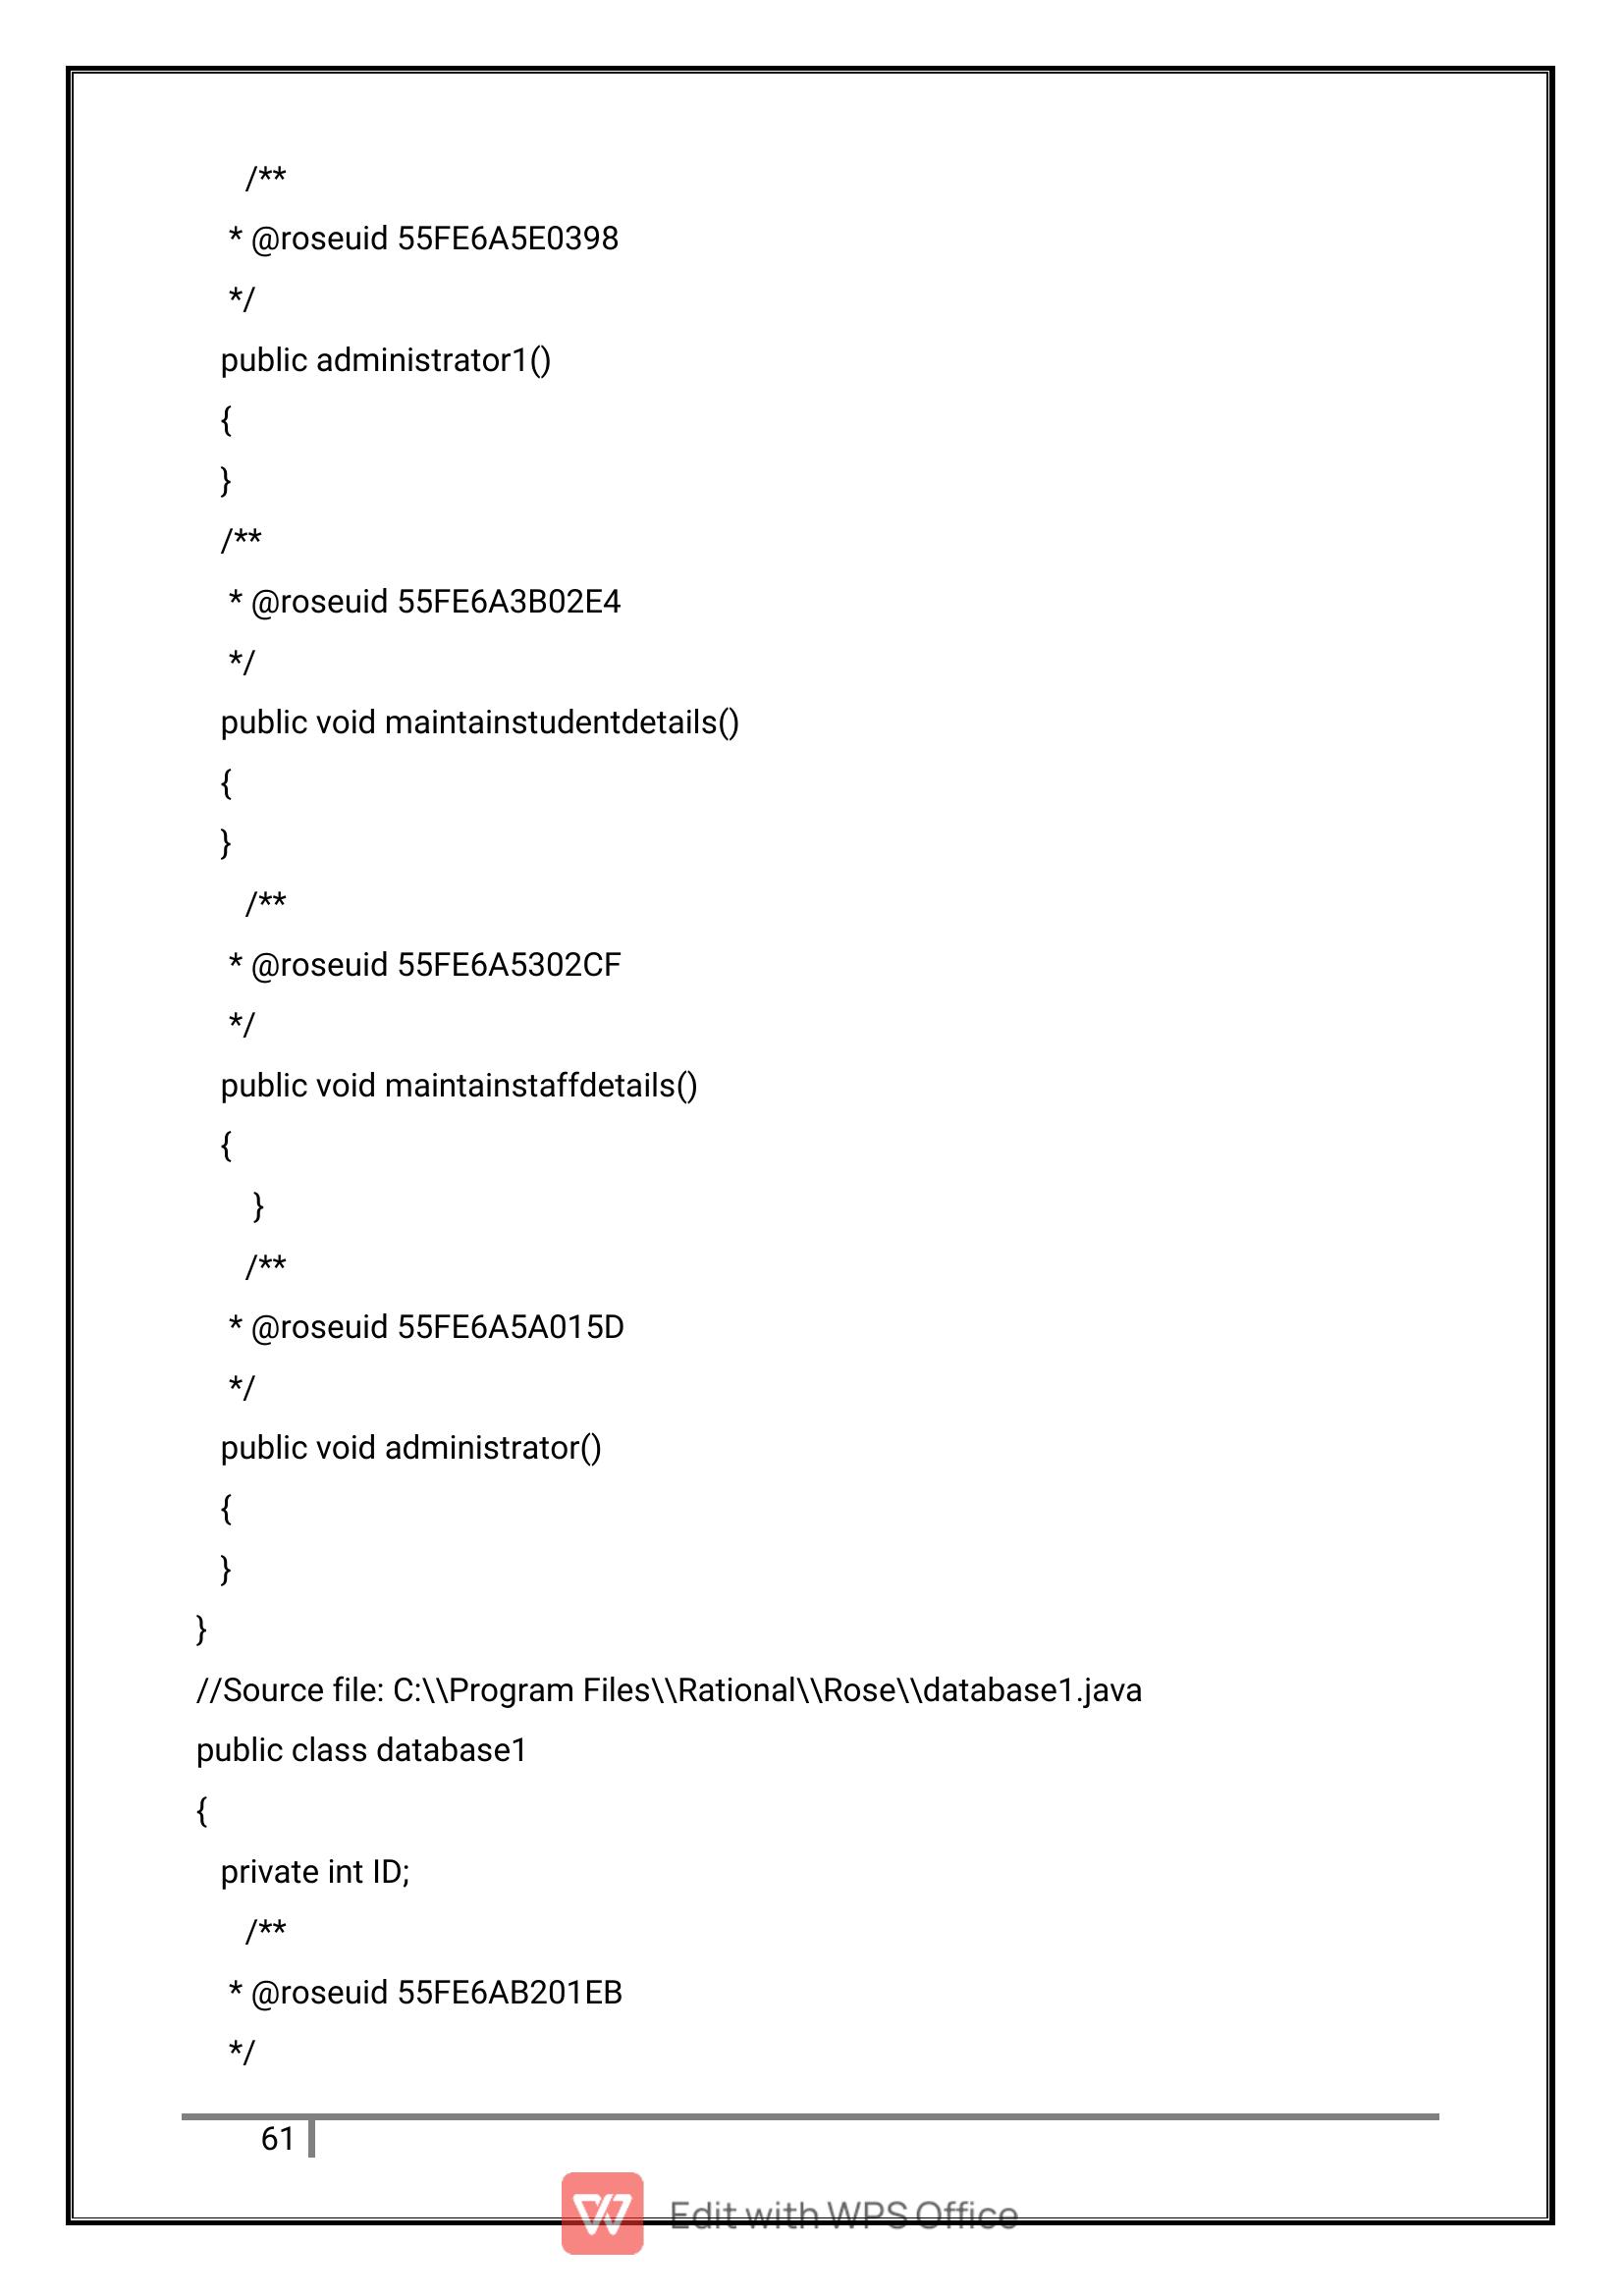 /**
* @roseuid 55FE6A5E0398
*/
public administrator1()
{
}
/**
* @roseuid 55FE6A3B02E4
*/
public void maintainstudentdetails()
{
}
/**
* @roseuid 55FE6A5302CF
*/
public void maintainstaffdetails()
{
}
/**
* @roseuid 55FE6A5A015D
*/
public void administrator()
{
}
}
//Source file: C:\\Program Files\\Rational\\Rose\\database1.java
public class database1
{
private int ID;
/**
* @roseuid 55FE6AB201EB
*/
61
Edit with WPS Office